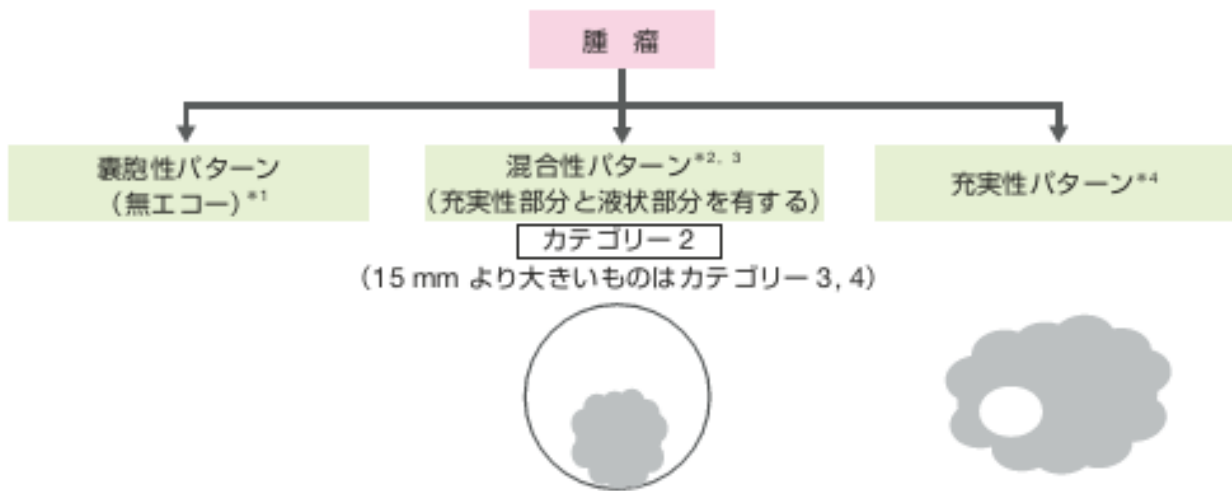 腫 瘤
嚢胞性パターン
（無エコー）*1
混合性パターン*2, 3
（充実性部分と液状部分を有する）
充実性パターン*4
カテゴリー 2
（15 mm より大きいものはカテゴリー 3, 4）